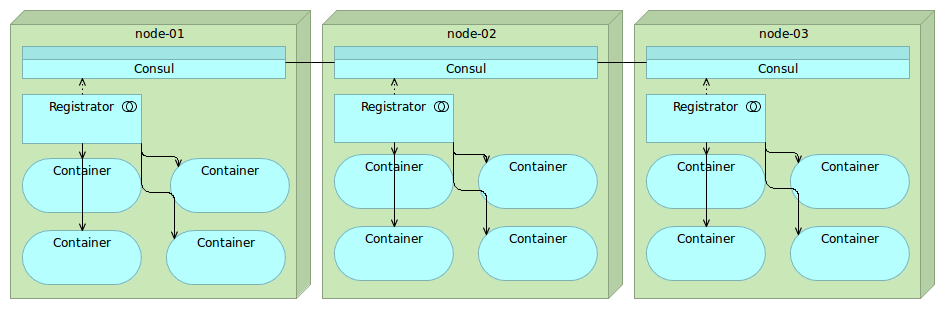 node-01
Consul
Registrator
Container
Container
Container
Container
node-02
Consul
Registrator
Container
Container
Container
Container
node-03
Consul
Registrator
Container
Container
Container
Container